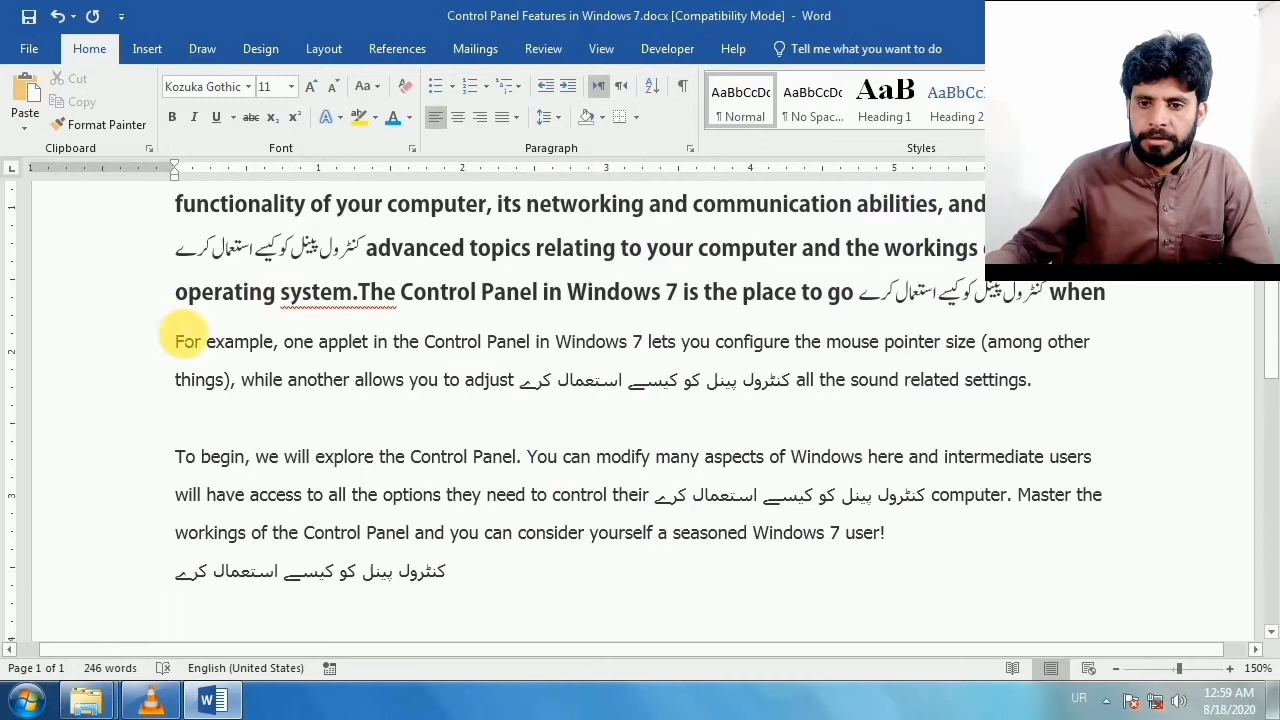 Control Panel Features in Windows 7.docx [Compatibility Mode] - Word
File Home Insert Draw Design Layout References Mailings Review View Developer Help Tell me what you want to do
Paste
Cut
Copy
Format Painter
Clipboard
Kozuka Gothic 11
Font
Paragraph
AaBbCcDc AaBbCcDc AaB AaBbCcD
¶ Normal ¶ No Spac... Heading 1 Heading 2
Styles
functionality of your computer, its networking and communication abilities, and
کنٹرول پینل کو کیسے استعمال کرے advanced topics relating to your computer and the workings
operating system.The Control Panel in Windows 7 is the place to go کنٹرول پینل کو کیسے استعمال کرے when
For example, one applet in the Control Panel in Windows 7 lets you configure the mouse pointer size (among other
things), while another allows you to adjust کنٹرول پینل کو کیسے استعمال کرے all the sound related settings.
To begin, we will explore the Control Panel. You can modify many aspects of Windows here and intermediate users
will have access to all the options they need to control their کنٹرول پینل کو کیسے استعمال کرے computer. Master the
workings of the Control Panel and you can consider yourself a seasoned Windows 7 user!
کنٹرول پینل کو کیسے استعمال کرے
Page 1 of 1 246 words English (United States) 150%
UR 12:59 AM
8/18/2020